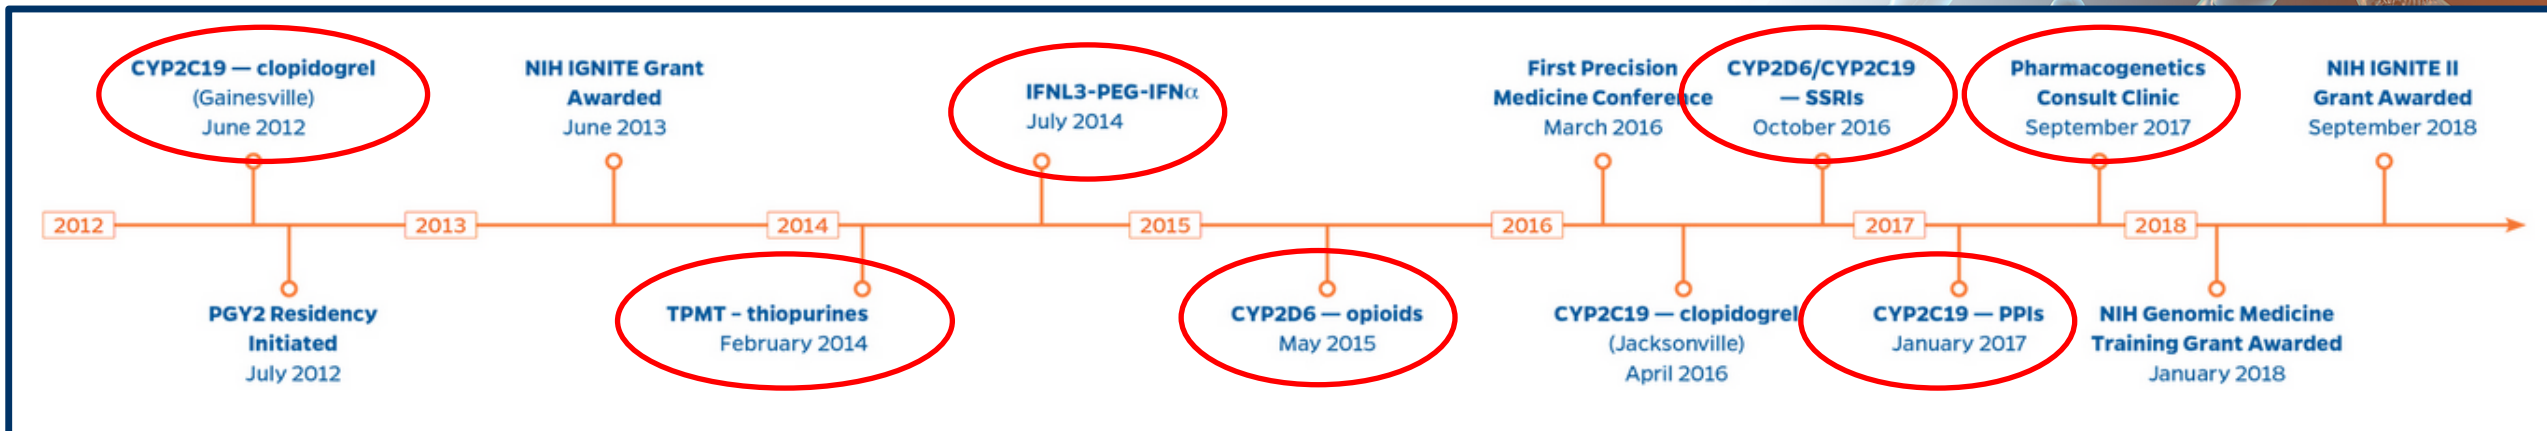 CYP2C19 — clopidogrel
(Gainesville)
June 2012
NIH IGNITE Grant
Awarded
June 2013
IFNL3-PEG-IFNα
July 2014
First Precision
Medicine Conference
March 2016
CYP2D6/CYP2C19
— SSRIs
October 2016
Pharmacogenetics
Consult Clinic
September 2017
NIH IGNITE II
Grant Awarded
September 2018
2012
2013
2014
2015
2016
2017
2018
PGY2 Residency
Initiated
July 2012
TPMT – thiopurines
February 2014
CYP2D6 — opioids
May 2015
CYP2C19 — clopidogrel
(Jacksonville)
April 2016
CYP2C19 — PPIs
January 2017
NIH Genomic Medicine
Training Grant Awarded
January 2018